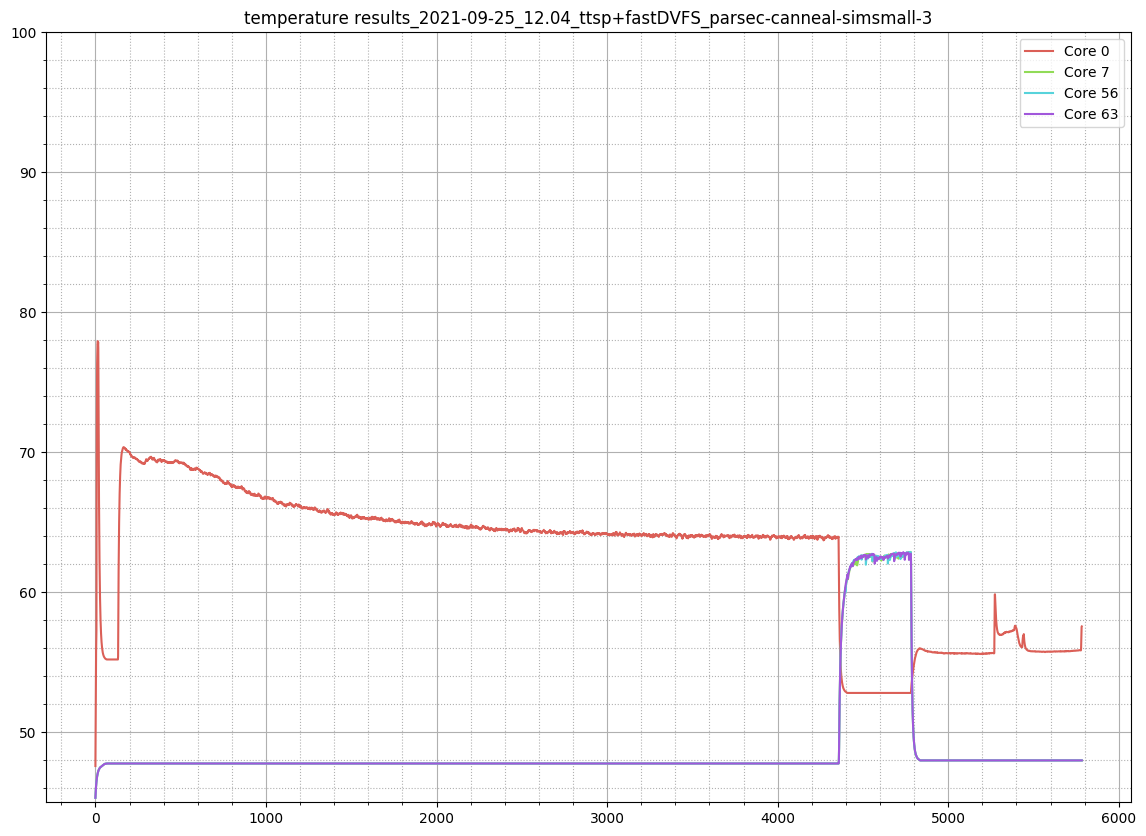 temperature results_2021-09-25_12.04_ttsp+fastDVFS_parsec-canneal-simsmall-3
100
90
80
70
60
50
0
1000
2000
3000
4000
5000
6000
Core 0
Core 7
Core 56
Core 63